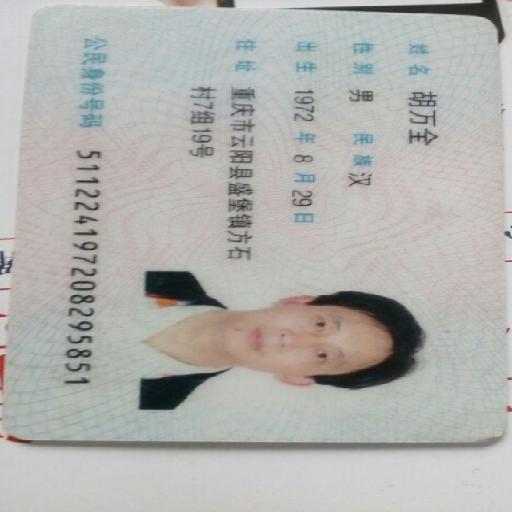 姓名 胡万全
性别 男 民族 汉
出生 1972 年 8 月 29 日
住址 重庆市云阳县盛堡镇方石
村7组19号
公民身份号码 511224197208295851